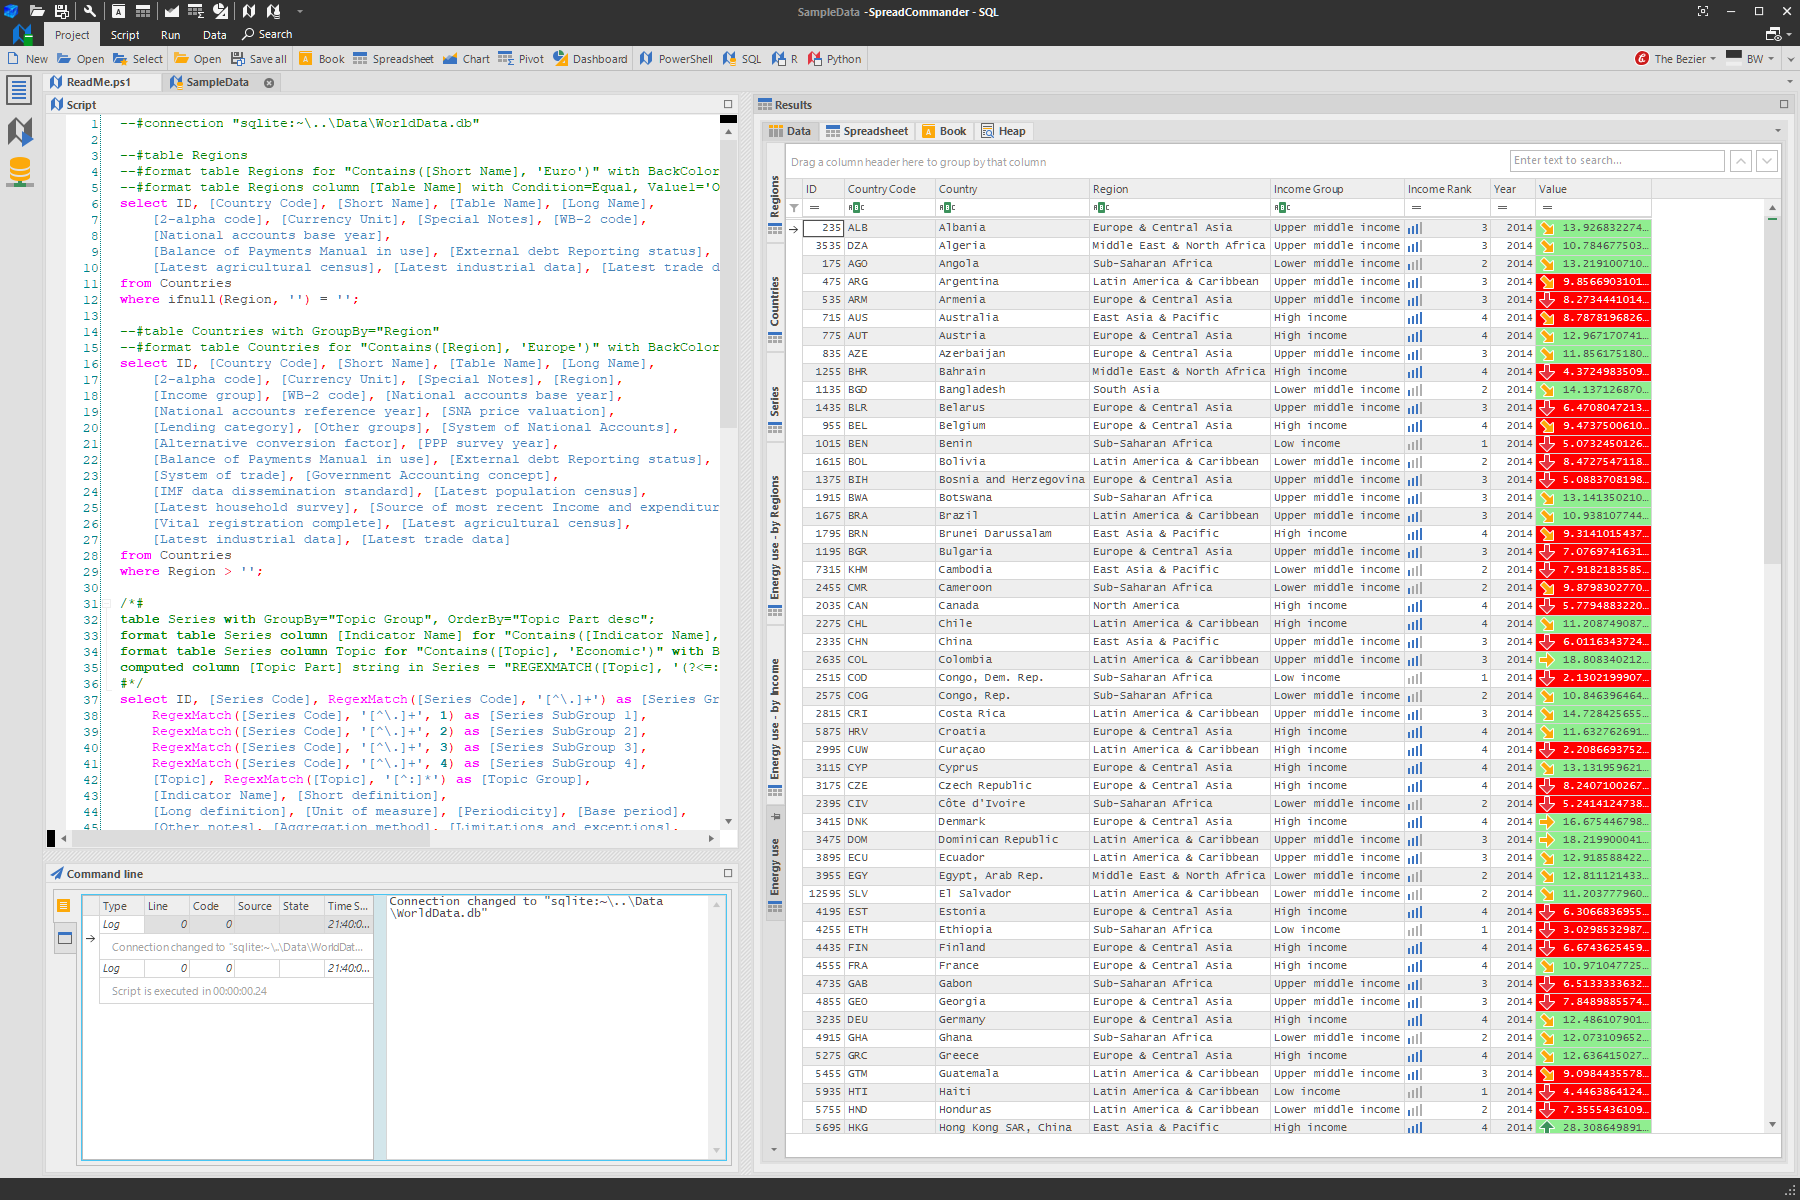 SampleData - SpreadCommander - SQL
Project Script Run Data Search
New Open Select Open Save all Book Spreadsheet Chart Pivot Dashboard PowerShell SQL R Python The Bezier BW
ReadMe.ps1 SampleData
Script
1 --#connection "sqlite:~\..\Data\WorldData.db"
2
3 --#table Regions
4 --#format table Regions for "Contains([Short Name], 'Euro')" with BackColor
5 --#format table Regions column [Table Name] with Condition=Equal, Value1='O
6 select ID, [Country Code], [Short Name], [Table Name], [Long Name],
7 [2-alpha code], [Currency Unit], [Special Notes], [WB-2 code],
8 [National accounts base year],
9 [Balance of Payments Manual in use], [External debt Reporting status],
10 [Latest agricultural census], [Latest industrial data], [Latest trade d
11 from Countries
12 where ifnull(Region, '') = '';
13
14 --#table Countries with GroupBy="Region"
15 --#format table Countries for "Contains([Region], 'Europe')" with BackColor
16 select ID, [Country Code], [Short Name], [Table Name], [Long Name],
17 [2-alpha code], [Currency Unit], [Special Notes], [Region],
18 [Income group], [WB-2 code], [National accounts base year],
19 [National accounts reference year], [SNA price valuation],
20 [Lending category], [Other groups], [System of National Accounts],
21 [Alternative conversion factor], [PPP survey year],
22 [Balance of Payments Manual in use], [External debt Reporting status],
23 [System of trade], [Government Accounting concept],
24 [IMF data dissemination standard], [Latest population census],
25 [Latest household survey], [Source of most recent Income and expenditur
26 [Vital registration complete], [Latest agricultural census],
27 [Latest industrial data], [Latest trade data]
28 from Countries
29 where Region > '';
30
31 /*#
32 table Series with GroupBy="Topic Group", OrderBy="Topic Part desc";
33 format table Series column [Indicator Name] for "Contains([Indicator Name],
34 format table Series column Topic for "Contains([Topic], 'Economic')" with B
35 computed column [Topic Part] string in Series = "REGEXMATCH([Topic], '(?<=:
36 #*/
37 select ID, [Series Code], RegexMatch([Series Code], '[^\.]+') as [Series Gr
38 RegexMatch([Series Code], '[^\.]+', 1) as [Series SubGroup 1],
39 RegexMatch([Series Code], '[^\.]+', 2) as [Series SubGroup 2],
40 RegexMatch([Series Code], '[^\.]+', 3) as [Series SubGroup 3],
41 RegexMatch([Series Code], '[^\.]+', 4) as [Series SubGroup 4],
42 [Topic], RegexMatch([Topic], '[^:]*') as [Topic Group],
43 [Indicator Name], [Short definition],
44 [Long definition], [Unit of measure], [Periodicity], [Base period],
45 [Other notes], [Aggregation method], [Limitations and exceptions],
Command line
Type Line Code Source State Time S...
Log 0 0 21:40:0...
Connection changed to "sqlite:~\..\Data\WorldDat...
Log 0 0 21:40:0...
Script is executed in 00:00:00.24
Connection changed to "sqlite:~\..\Data
\WorldData.db"
Results
Data Spreadsheet Book Heap
Regions
Countries
Series
Energy use - by Regions
Energy use - by Income
Energy use
Drag a column header here to group by that column
Enter text to search...
ID Country Code Country Region Income Group Income Rank Year Value
235 ALB Albania Europe & Central Asia Upper middle income 3 2014 13.926832274...
3535 DZA Algeria Middle East & North Africa Upper middle income 3 2014 10.784677503...
175 AGO Angola Sub-Saharan Africa Lower middle income 2 2014 13.219100710...
475 ARG Argentina Latin America & Caribbean Upper middle income 3 2014 9.8566903101...
535 ARM Armenia Europe & Central Asia Upper middle income 3 2014 8.2734441014...
715 AUS Australia East Asia & Pacific High income 4 2014 8.7878196826...
775 AUT Austria Europe & Central Asia High income 4 2014 12.967170741...
835 AZE Azerbaijan Europe & Central Asia Upper middle income 3 2014 11.856175180...
1255 BHR Bahrain Middle East & North Africa High income 4 2014 4.3724983509...
1135 BGD Bangladesh South Asia Lower middle income 2 2014 14.137126870...
1435 BLR Belarus Europe & Central Asia Upper middle income 3 2014 6.4708047213...
955 BEL Belgium Europe & Central Asia High income 4 2014 9.4737500610...
1015 BEN Benin Sub-Saharan Africa Low income 1 2014 5.0732450126...
1615 BOL Bolivia Latin America & Caribbean Lower middle income 2 2014 8.4727547118...
1375 BIH Bosnia and Herzegovina Europe & Central Asia Upper middle income 3 2014 5.0883708198...
1915 BWA Botswana Sub-Saharan Africa Upper middle income 3 2014 13.141350210...
1675 BRA Brazil Latin America & Caribbean Upper middle income 3 2014 10.938107744...
1795 BRN Brunei Darussalam East Asia & Pacific High income 4 2014 9.3141015437...
1195 BGR Bulgaria Europe & Central Asia Upper middle income 3 2014 7.0769741631...
7315 KHM Cambodia East Asia & Pacific Lower middle income 2 2014 7.9182183585...
2455 CMR Cameroon Sub-Saharan Africa Lower middle income 2 2014 9.8798302770...
2035 CAN Canada North America High income 4 2014 5.7794883220...
2275 CHL Chile Latin America & Caribbean High income 4 2014 11.208749087...
2335 CHN China East Asia & Pacific Upper middle income 3 2014 6.0116343724...
2635 COL Colombia Latin America & Caribbean Upper middle income 3 2014 18.808340212...
2515 COD Congo, Dem. Rep. Sub-Saharan Africa Low income 1 2014 2.1302199907...
2575 COG Congo, Rep. Sub-Saharan Africa Lower middle income 2 2014 10.846396464...
2815 CRI Costa Rica Latin America & Caribbean Upper middle income 3 2014 14.728425655...
5875 HRV Croatia Europe & Central Asia High income 4 2014 11.632762691...
2995 CUW Curaçao Latin America & Caribbean High income 4 2014 2.2086693752...
3115 CYP Cyprus Europe & Central Asia High income 4 2014 13.131959621...
3175 CZE Czech Republic Europe & Central Asia High income 4 2014 8.2407100267...
2395 CIV Côte d'Ivoire Sub-Saharan Africa Lower middle income 2 2014 5.2414124738...
3415 DNK Denmark Europe & Central Asia High income 4 2014 16.675446798...
3475 DOM Dominican Republic Latin America & Caribbean Upper middle income 3 2014 18.219900041...
3895 ECU Ecuador Latin America & Caribbean Upper middle income 3 2014 12.918588422...
3955 EGY Egypt, Arab Rep. Middle East & North Africa Lower middle income 2 2014 12.811121433...
12595 SLV El Salvador Latin America & Caribbean Lower middle income 2 2014 11.203777960...
4195 EST Estonia Europe & Central Asia High income 4 2014 6.3066836955...
4255 ETH Ethiopia Sub-Saharan Africa Low income 1 2014 3.0298532987...
4435 FIN Finland Europe & Central Asia High income 4 2014 6.6743625459...
4555 FRA France Europe & Central Asia High income 4 2014 10.971047725...
4735 GAB Gabon Sub-Saharan Africa Upper middle income 3 2014 6.5133333632...
4855 GEO Georgia Europe & Central Asia Upper middle income 3 2014 7.8489885574...
3235 DEU Germany Europe & Central Asia High income 4 2014 12.486107901...
4915 GHA Ghana Sub-Saharan Africa Lower middle income 2 2014 12.073109652...
5275 GRC Greece Europe & Central Asia High income 4 2014 12.636415027...
5455 GTM Guatemala Latin America & Caribbean Upper middle income 3 2014 9.0984435578...
5935 HTI Haiti Latin America & Caribbean Low income 1 2014 4.4463864124...
5755 HND Honduras Latin America & Caribbean Lower middle income 2 2014 7.3555436109...
5695 HKG Hong Kong SAR, China East Asia & Pacific High income 4 2014 28.308649891...